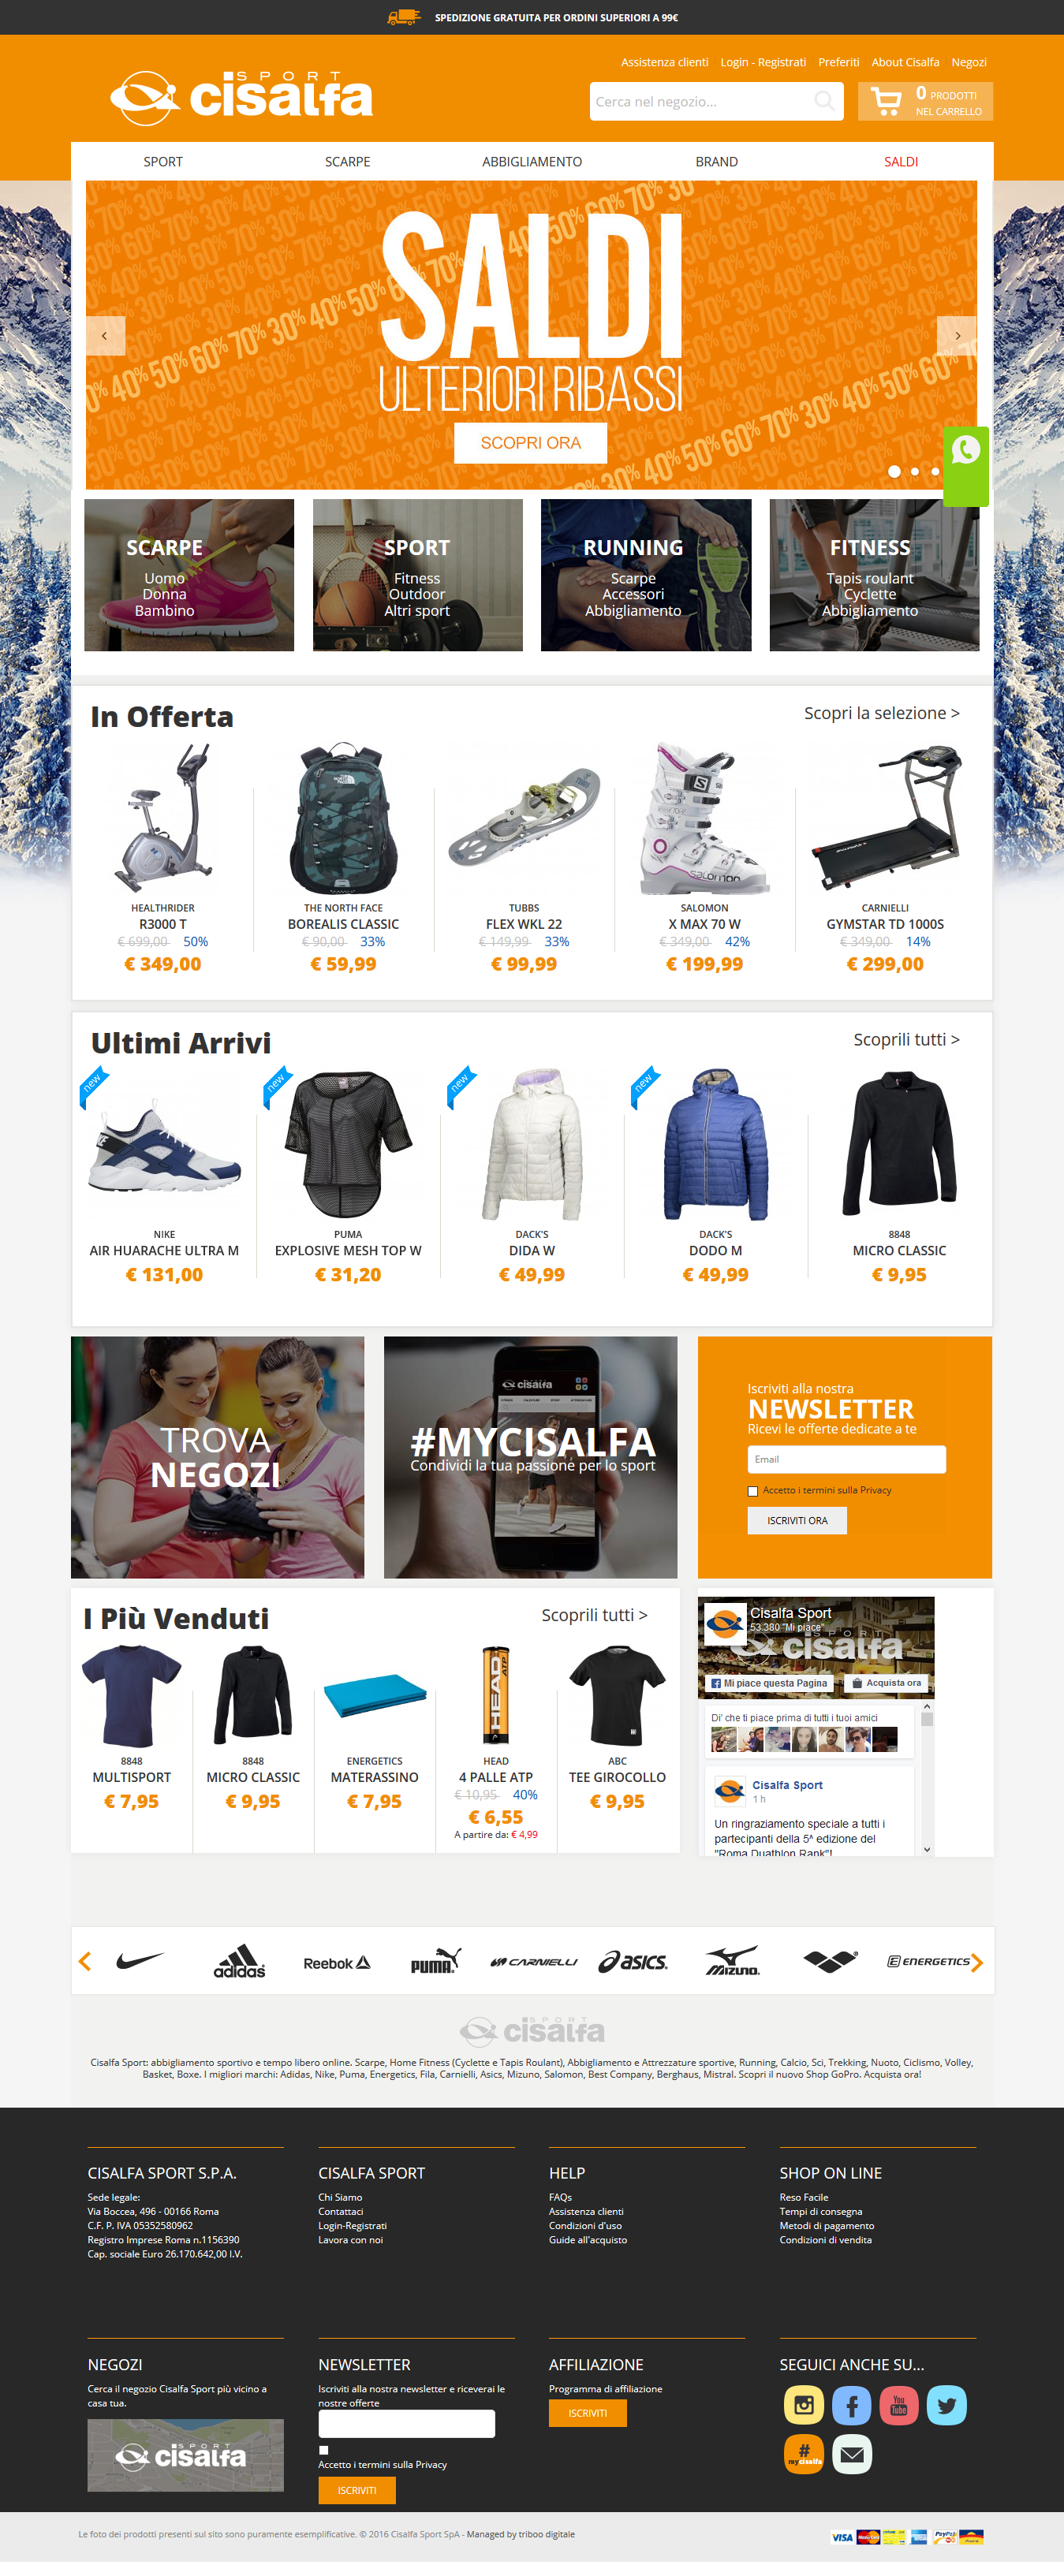 SPEDIZIONE GRATUITA PER ORDINI SUPERIORI A 99€
Assistenza clienti Login - Registrati Preferiti About Cisalfa Negozi
SPORT
cisalfa
Cerca nel negozio...
0 PRODOTTI
NEL CARRELLO
SPORT SCARPE ABBIGLIAMENTO BRAND SALDI
SALDI
ULTERIORI RIBASSI
SCOPRI ORA
SCARPE
Uomo
Donna
Bambino
SPORT
Fitness
Outdoor
Altri sport
RUNNING
Scarpe
Accessori
Abbigliamento
FITNESS
Tapis roulant
Cyclette
Abbigliamento
In Offerta
Scopri la selezione >
HEALTHRIDER
R3000 T
€ 699,00 50%
€ 349,00
THE NORTH FACE
BOREALIS CLASSIC
€ 90,00 33%
€ 59,99
TUBBS
FLEX WKL 22
€ 149,99 33%
€ 99,99
SALOMON
X MAX 70 W
€ 349,00 42%
€ 199,99
CARNIELLI
GYMSTAR TD 1000S
€ 349,00 14%
€ 299,00
Ultimi Arrivi
Scoprili tutti >
new
NIKE
AIR HUARACHE ULTRA M
€ 131,00
new
PUMA
EXPLOSIVE MESH TOP W
€ 31,20
new
DACK'S
DIDA W
€ 49,99
new
DACK'S
DODO M
€ 49,99
8848
MICRO CLASSIC
€ 9,95
TROVA
NEGOZI
cisalfa
#MYCISALFA
Condividi la tua passione per lo sport
Iscriviti alla nostra
NEWSLETTER
Ricevi le offerte dedicate a te
Email
Accetto i termini sulla Privacy
ISCRIVITI ORA
I Più Venduti
Scoprili tutti >
8848
MULTISPORT
€ 7,95
8848
MICRO CLASSIC
€ 9,95
ENERGETICS
MATERASSINO
€ 7,95
HEAD
4 PALLE ATP
€ 10,95 40%
€ 6,55
A partire da: € 4,99
ABC
TEE GIROCOLLO
€ 9,95
Cisalfa Sport
53.380 "Mi piace"
SPORT
cisalfa
Mi piace questa Pagina
Acquista ora
Di' che ti piace prima di tutti i tuoi amici
Cisalfa Sport
1 h
Un ringraziamento speciale a tutti i
partecipanti della 5^ edizione del
"Roma Duathlon Rank"!
adidas Reebok PUMA CARNIELLI asics MIZUNO ENERGETICS
SPORT
cisalfa
Cisalfa Sport: abbigliamento sportivo e tempo libero online. Scarpe, Home Fitness (Cyclette e Tapis Roulant), Abbigliamento e Attrezzature sportive, Running, Calcio, Sci, Trekking, Nuoto, Ciclismo, Volley,
Basket, Boxe. I migliori marchi: Adidas, Nike, Puma, Energetics, Fila, Carnielli, Asics, Mizuno, Salomon, Best Company, Berghaus, Mistral. Scopri il nuovo Shop GoPro. Acquista ora!
CISALFA SPORT S.P.A.
Sede legale:
Via Boccea, 496 - 00166 Roma
C.F. P. IVA 05352580962
Registro Imprese Roma n.1156390
Cap. sociale Euro 26.170.642,00 I.V.
CISALFA SPORT
Chi Siamo
Contattaci
Login-Registrati
Lavora con noi
HELP
FAQs
Assistenza clienti
Condizioni d'uso
Guide all'acquisto
SHOP ON LINE
Reso Facile
Tempi di consegna
Metodi di pagamento
Condizioni di vendita
NEGOZI
Cerca il negozio Cisalfa Sport più vicino a
casa tua.
SPORT
cisalfa
NEWSLETTER
Iscriviti alla nostra newsletter e riceverai le
nostre offerte
Accetto i termini sulla Privacy
ISCRIVITI
AFFILIAZIONE
Programma di affiliazione
ISCRIVITI
SEGUICI ANCHE SU...
You
Tube
#
mycisalfa
Le foto dei prodotti presenti sul sito sono puramente esemplificative. © 2016 Cisalfa Sport SpA - Managed by triboo digitale
VISA MasterCard PayPal